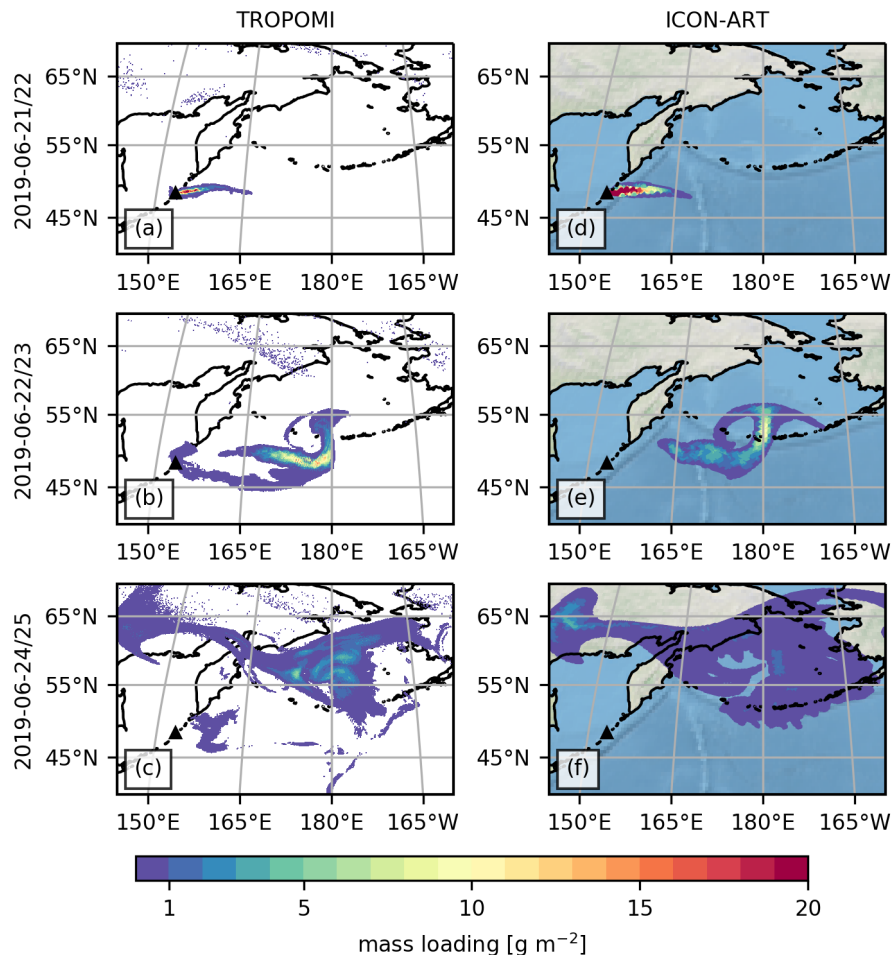 TROPOMI ICON-ART
2019-06-21/22
65°N 65°N
55°N 55°N
45°N 45°N
(a) (d)
150°E 165°E 180°E 165°W 150°E 165°E 180°E 165°W
2019-06-22/23
65°N 65°N
55°N 55°N
45°N 45°N
(b) (e)
150°E 165°E 180°E 165°W 150°E 165°E 180°E 165°W
2019-06-24/25
65°N 65°N
55°N 55°N
45°N 45°N
(c) (f)
150°E 165°E 180°E 165°W 150°E 165°E 180°E 165°W
1 5 10 15 20
mass loading [g m⁻²]